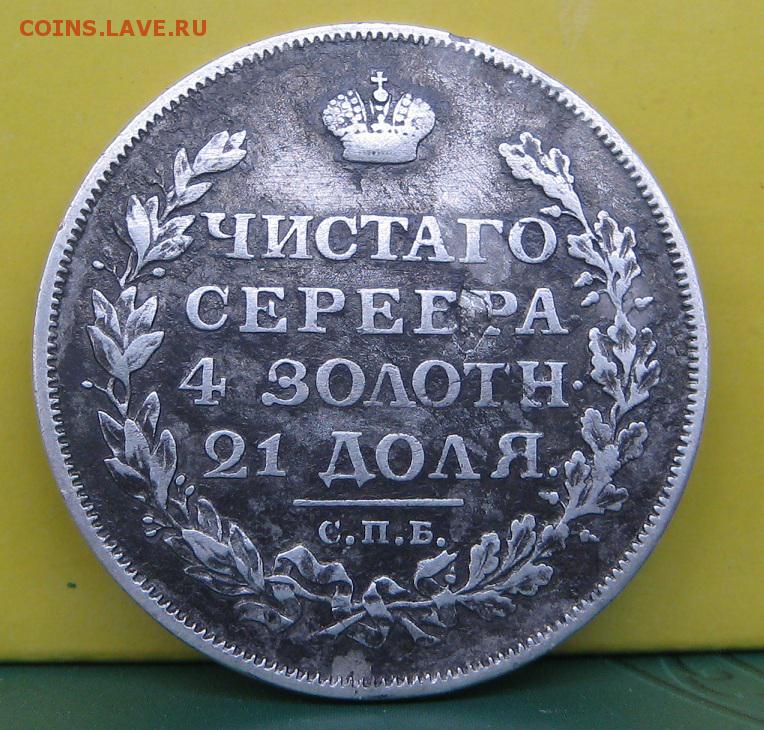 COINS.LAVE.RU
ЧИСТАГО
СЕРЕБРА
4 ЗОЛОТН.
21 ДОЛЯ.
С.П.Б.